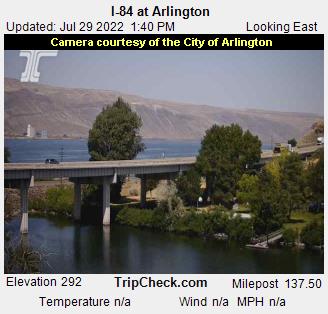 I-84 at Arlington
Updated: Jul 29 2022 1:40 PM Looking East
Camera courtesy of the City of Arlington
Elevation 292 TripCheck.com Milepost 137.50
Temperature n/a Wind n/a MPH n/a